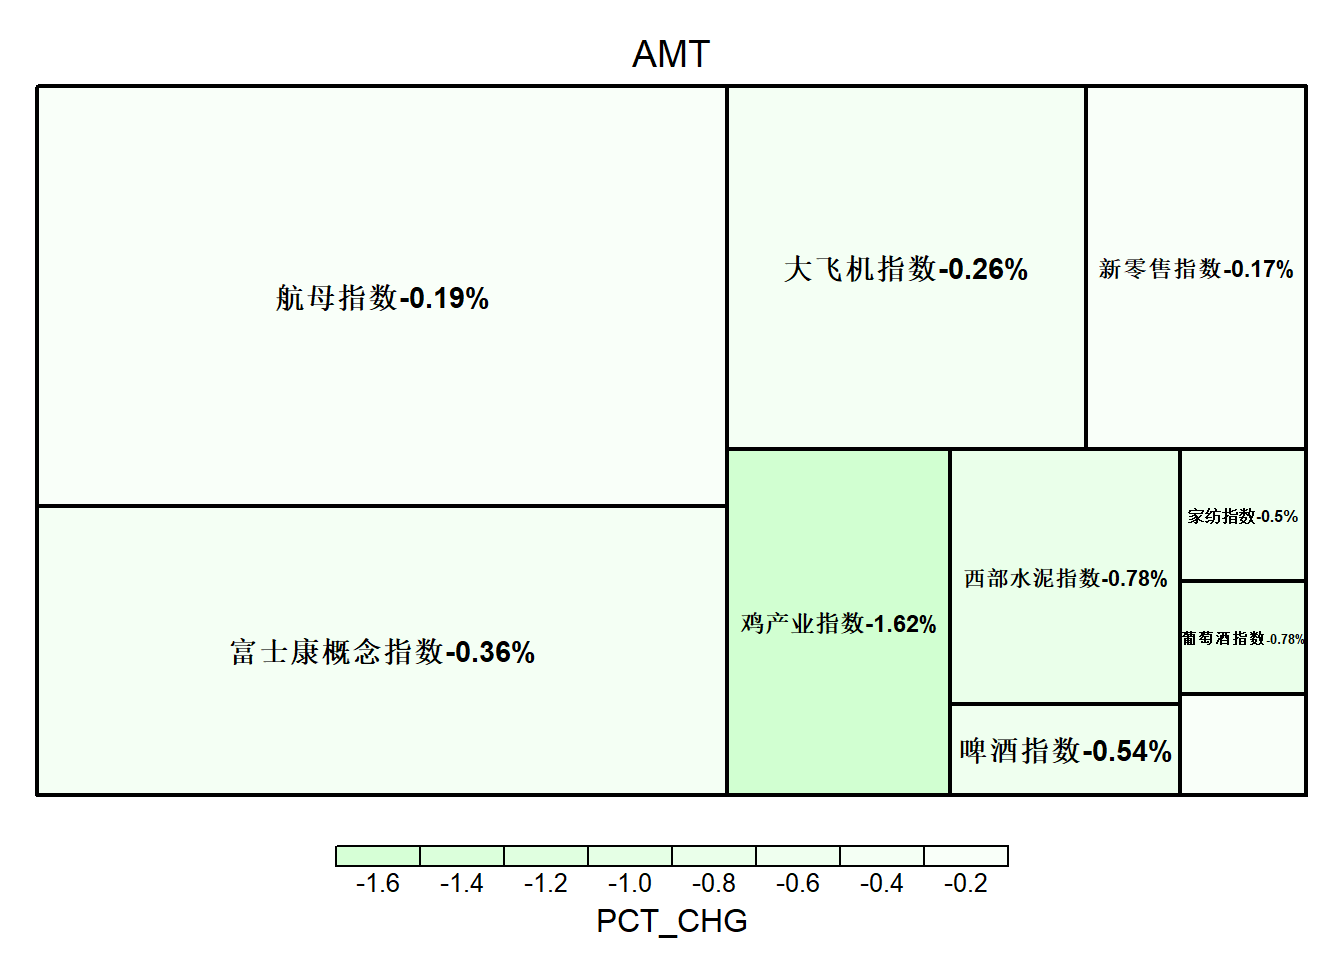 AMT
航母指数-0.19%
大飞机指数-0.26%
新零售指数-0.17%
富士康概念指数-0.36%
鸡产业指数-1.62%
西部水泥指数-0.78%
家纺指数-0.5%
葡萄酒指数-0.78%
啤酒指数-0.54%
-1.6 -1.4 -1.2 -1.0 -0.8 -0.6 -0.4 -0.2
PCT_CHG